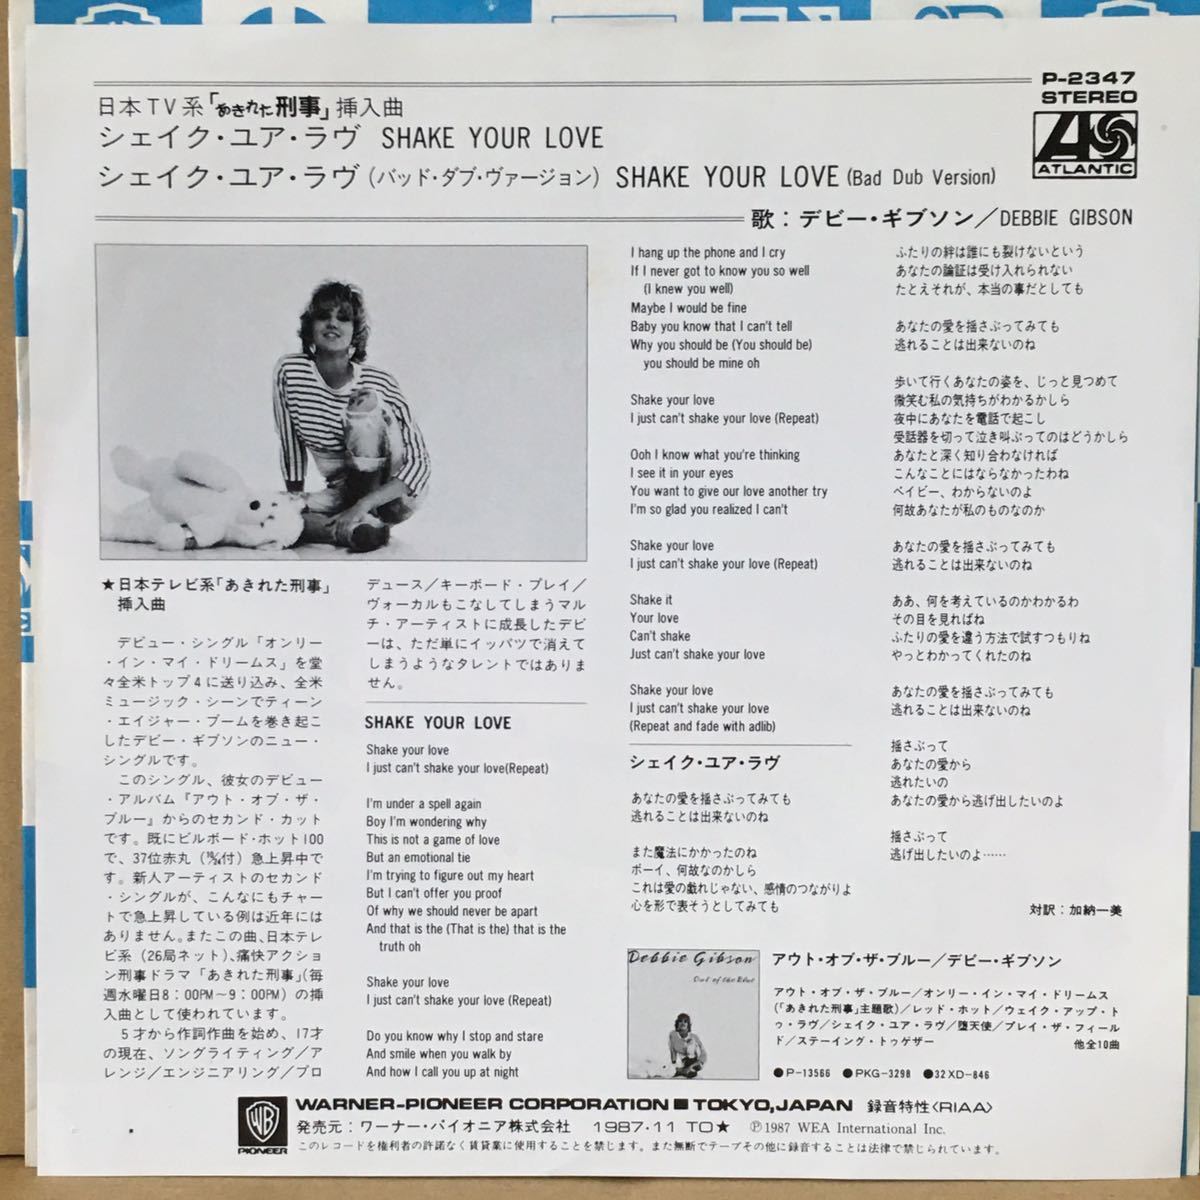 P-2347
STEREO
ATLANTIC
日本TV系「あきれた刑事」挿入曲
シェイク・ユア・ラヴ SHAKE YOUR LOVE
シェイク・ユア・ラヴ(バッド・ダブ・ヴァージョン) SHAKE YOUR LOVE (Bad Dub Version)
歌:デビー・ギブソン/DEBBIE GIBSON
★日本テレビ系「あきれた刑事」
挿入曲
デビュー・シングル「オンリー
・イン・マイ・ドリームス」を堂
々全米トップ4に送り込み、全米
ミュージック・シーンでティーン
・エイジャー・ブームを巻き起こ
したデビー・ギブソンのニュー・
シングルです。
このシングル、彼女のデビュー
・アルバム『アウト・オブ・ザ・
ブルー』からのセカンド・カット
です。既にビルボード・ホット100
で、37位赤丸(付)急上昇中で
す。新人アーティストのセカンド
・シングルが、こんなにもチャー
トで急上昇している例は近年には
ありません。またこの曲、日本テレ
ビ系(26局ネット)、痛快アクショ
ン刑事ドラマ「あきれた刑事」(毎
週水曜日8:00PM〜9:00PM)の挿
入曲として使われています。
5才から作詞作曲を始め、17才
の現在、ソングライティング/ア
レンジ/エンジニアリング/プロ
デュース/キーボード・プレイ/
ヴォーカルもこなしてしまうマル
チ・アーティストに成長したデビ
ーは、ただ単にイッパツで消えて
しまうようなタレントではありま
せん。
SHAKE YOUR LOVE
Shake your love
I just can't shake your love(Repeat)
I'm under a spell again
Boy I'm wondering why
This is not a game of love
But an emotional tie
I'm trying to figure out my heart
But I can't offer you proof
Of why we should never be apart
And that is the (That is the) that is the
truth oh
Shake your love
I just can't shake your love (Repeat)
Do you know why I stop and stare
And smile when you walk by
And how I call you up at night
I hang up the phone and I cry
If I never got to know you so well
(I knew you well)
Maybe I would be fine
Baby you know that I can't tell
Why you should be (You should be)
you should be mine oh
Shake your love
I just can't shake your love (Repeat)
Ooh I know what you're thinking
I see it in your eyes
You want to give our love another try
I'm so glad you realized I can't
Shake your love
I just can't shake your love (Repeat)
Shake it
Your love
Can't shake
Just can't shake your love
Shake your love
I just can't shake your love
(Repeat and fade with adlib)
シェイク・ユア・ラヴ
あなたの愛を揺さぶってみても
逃れることは出来ないのね
また魔法にかかったのね
ボーイ、何故なのかしら
これは愛の戯れじゃない、感情のつながりよ
心を形で表そうとしてみても
ふたりの絆は誰にも裂けないという
あなたの論証は受け入れられない
たとえそれが、本当の事だとしても
あなたの愛を揺さぶってみても
逃れることは出来ないのね
歩いて行くあなたの姿を、じっと見つめて
微笑む私の気持ちがわかるかしら
夜中にあなたを電話で起こし
受話器を切って泣き叫ぶってのはどうかしら
あなたと深く知り合わなければ
こんなことにはならなかったわね
ベイビー、わからないのよ
何故あなたが私のものなのか
あなたの愛を揺さぶってみても
逃れることは出来ないのね
ああ、何を考えているのかわかるわ
その目を見ればね
ふたりの愛を違う方法で試すつもりね
やっとわかってくれたのね
あなたの愛を揺さぶってみても
逃れることは出来ないのね
揺さぶって
あなたの愛から
逃れたいの
あなたの愛から逃げ出したいのよ
揺さぶって
逃げ出したいのよ……
対訳:加納一美
Debbie Gibson
Out of the Blue
アウト・オブ・ザ・ブルー/デビー・ギブソン
アウト・オブ・ザ・ブルー/オンリー・イン・マイ・ドリームス
(「あきれた刑事」主題歌)/レッド・ホット/ウェイク・アップ・ト
ゥ・ラヴ/シェイク・ユア・ラヴ/堕天使/プレイ・ザ・フィール
ド/ステーイング・トゥゲザー 他全10曲
●P-13566 ●PKG-3298 ●32XD-846
WB
PIONEER
WARNER-PIONEER CORPORATION■TOKYO,JAPAN 録音特性〈RIAA〉
発売元:ワーナー・パイオニア株式会社 1987・11 TO★ Ⓟ1987 WEA International Inc.
このレコードを権利者の許諾なく賃貸業に使用することを禁じます。また無断でテープその他に録音することは法律で禁じられています。